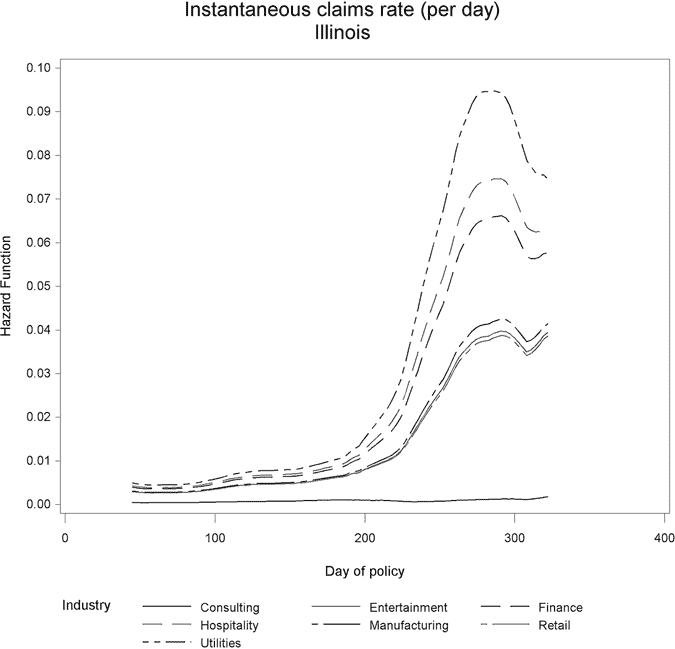 Instantaneous claims rate (per day)
Illinois
0.10
0.09
0.08
0.07
0.06
0.05
0.04
0.03
0.02
0.01
0.00
Hazard Function
0 100 200 300 400
Day of policy
Industry Consulting Entertainment Finance
Hospitality Manufacturing Retail
Utilities